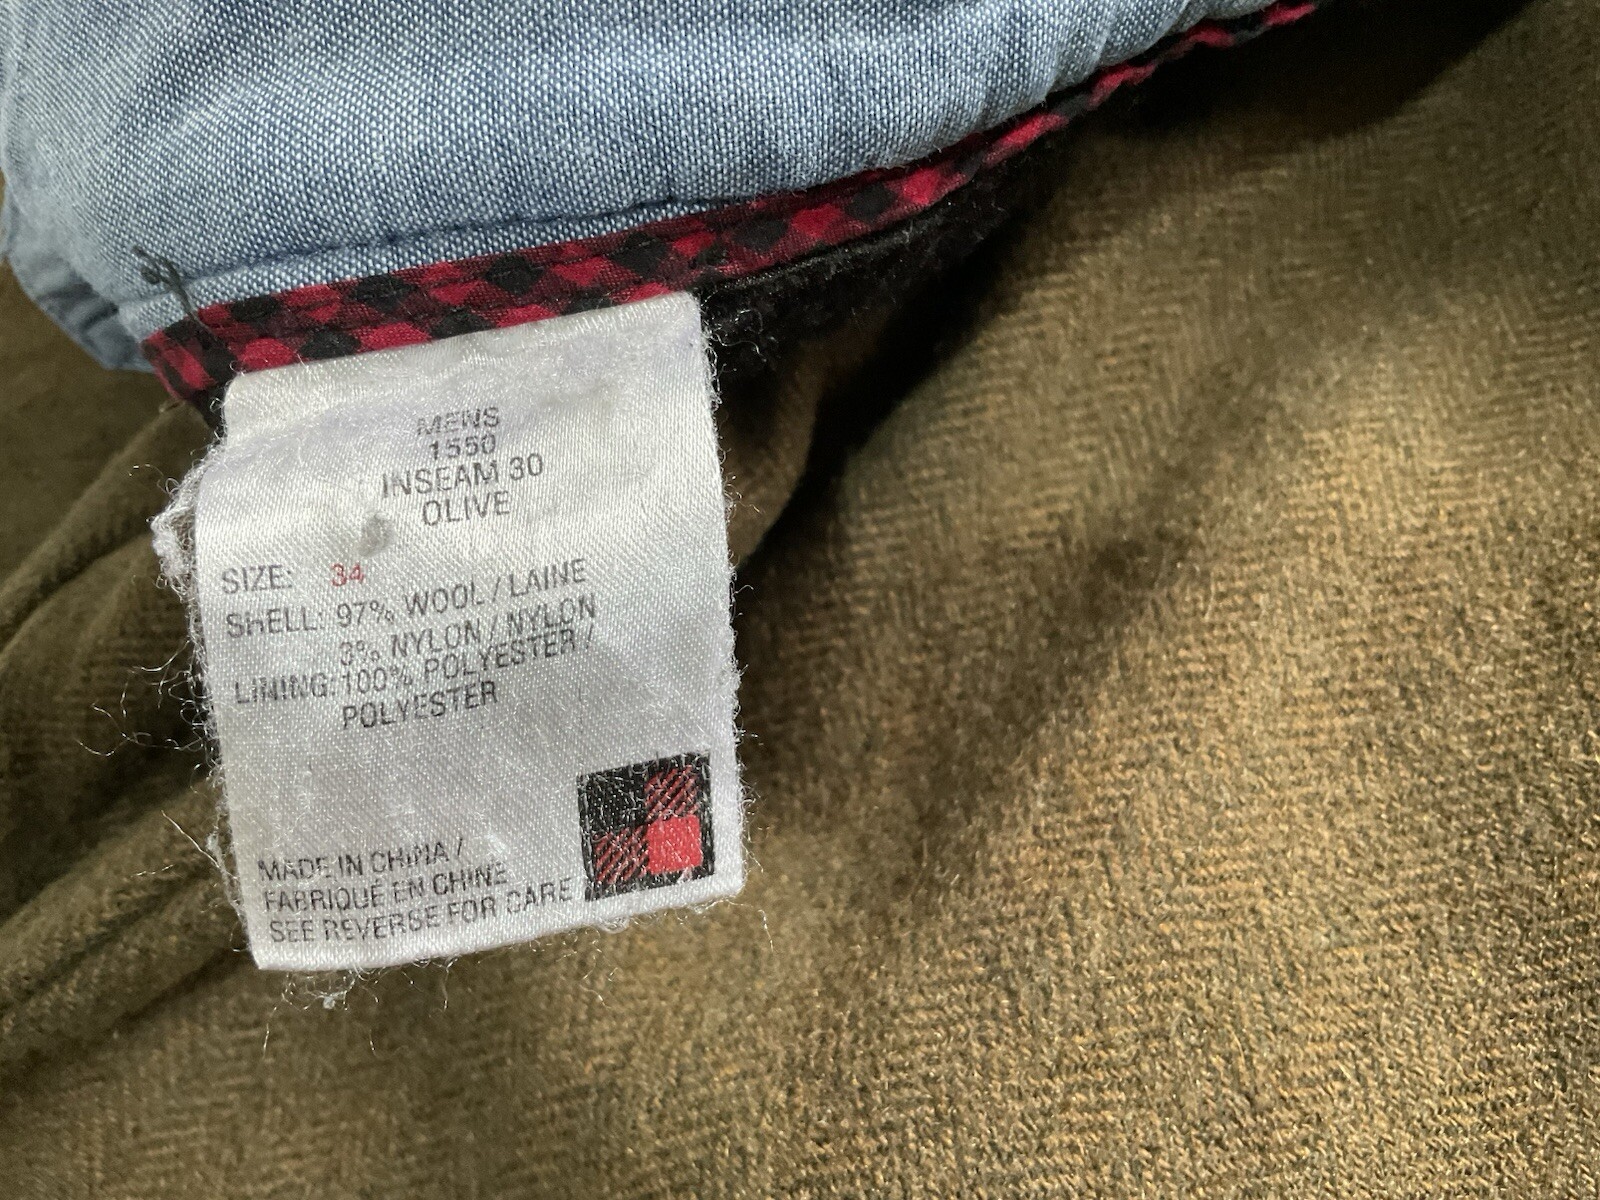 MENS
1550
INSEAM 30
OLIVE
SIZE: 34
SHELL: 97% WOOL / LAINE
3% NYLON / NYLON
LINING: 100% POLYESTER /
POLYESTER
MADE IN CHINA /
FABRIQUÉ EN CHINE
SEE REVERSE FOR CARE